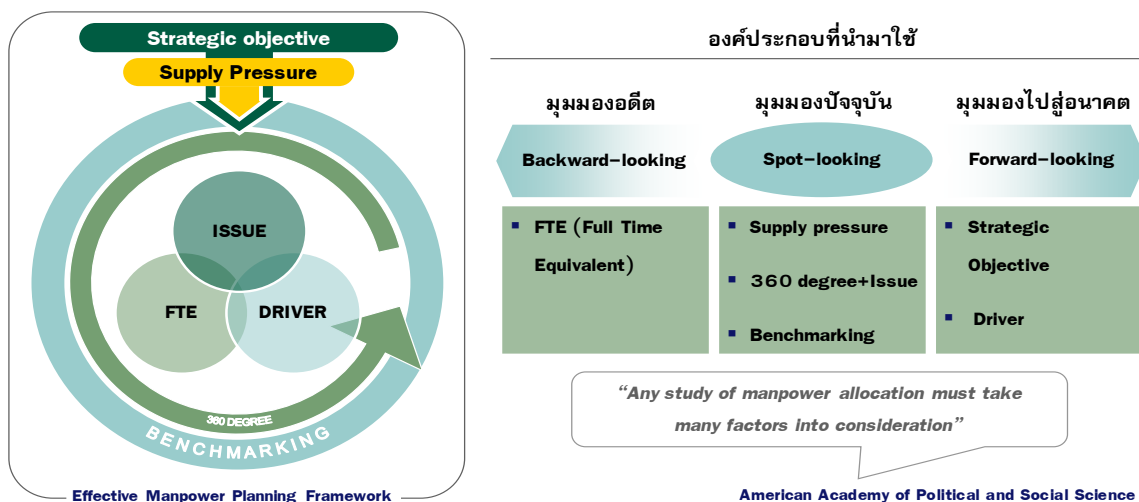 Strategic objective
Supply Pressure
ISSUE
FTE
DRIVER
360 DEGREE
BENCHMARKING
Effective Manpower Planning Framework
องค์ประกอบที่นำมาใช้
มุมมองอดีต
มุมมองปัจจุบัน
มุมมองไปสู่อนาคต
Backward-looking
Spot-looking
Forward-looking
▪ FTE (Full Time
Equivalent)
▪ Supply pressure
▪ 360 degree+Issue
▪ Benchmarking
▪ Strategic
Objective
▪ Driver
“Any study of manpower allocation must take
many factors into consideration”
American Academy of Political and Social Science